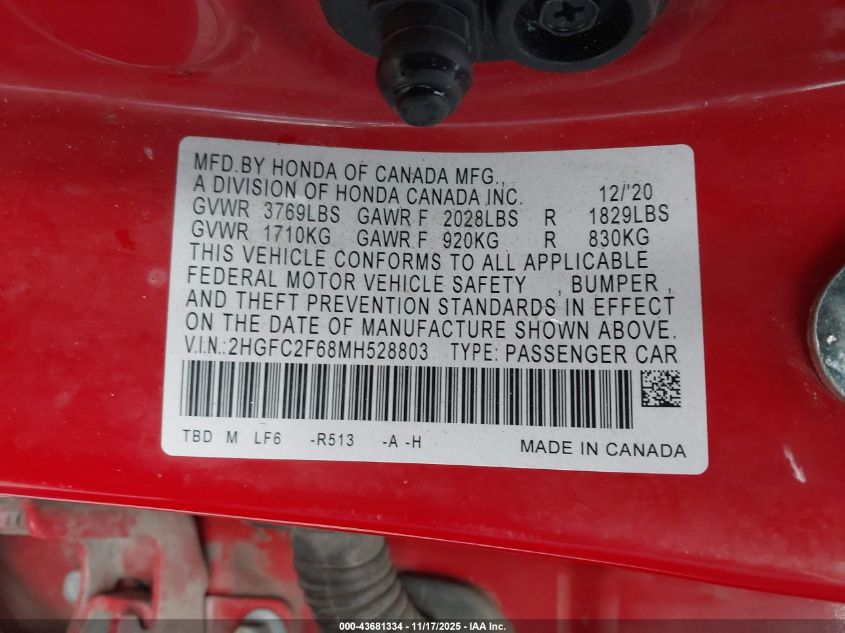 MFD.BY HONDA OF CANADA MFG.,
A DIVISION OF HONDA CANADA INC. 12/'20
GVWR 3769LBS GAWR F 2028LBS R 1829LBS
GVWR 1710KG GAWR F 920KG R 830KG
THIS VEHICLE CONFORMS TO ALL APPLICABLE
FEDERAL MOTOR VEHICLE SAFETY , BUMPER ,
AND THEFT PREVENTION STANDARDS IN EFFECT
ON THE DATE OF MANUFACTURE SHOWN ABOVE.
V.I.N.:2HGFC2F68MH528803 TYPE: PASSENGER CAR
TBD M LF6 -R513 -A -H MADE IN CANADA
000-43681334 | 11/17/2025 - IAA Inc.